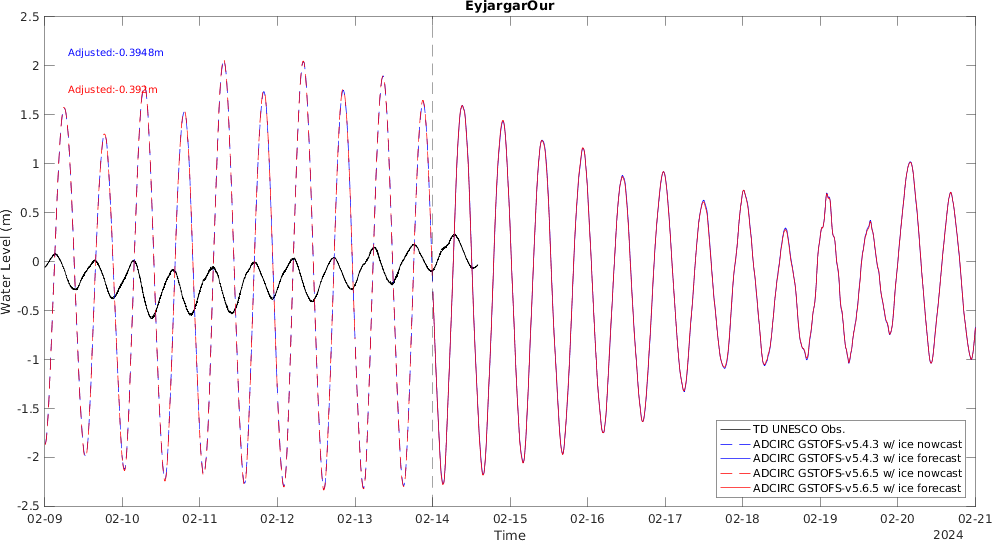 EyjargarOur
Adjusted:-0.3948m
Adjusted:-0.392m
Water Level (m)
2.5
2
1.5
1
0.5
0
-0.5
-1
-1.5
-2
-2.5
TD UNESCO Obs.
ADCIRC GSTOFS-v5.4.3 w/ ice nowcast
ADCIRC GSTOFS-v5.4.3 w/ ice forecast
ADCIRC GSTOFS-v5.6.5 w/ ice nowcast
ADCIRC GSTOFS-v5.6.5 w/ ice forecast
02-09 02-10 02-11 02-12 02-13 02-14 02-15 02-16 02-17 02-18 02-19 02-20 02-21
Time
2024